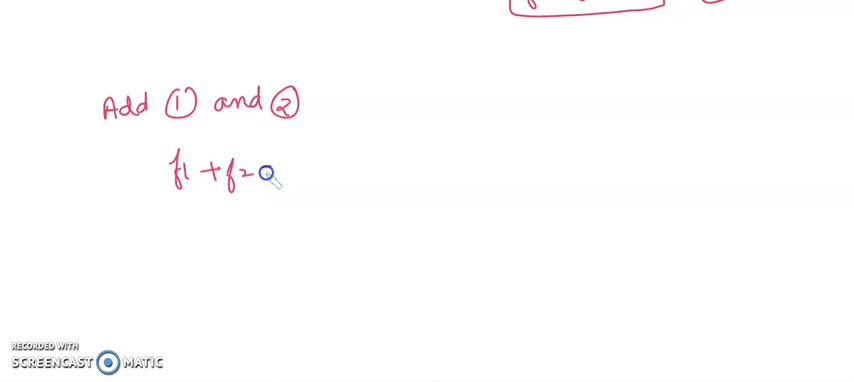 Add ① and ②
f1 + f2
RECORDED WITH
SCREENCAST MATIC